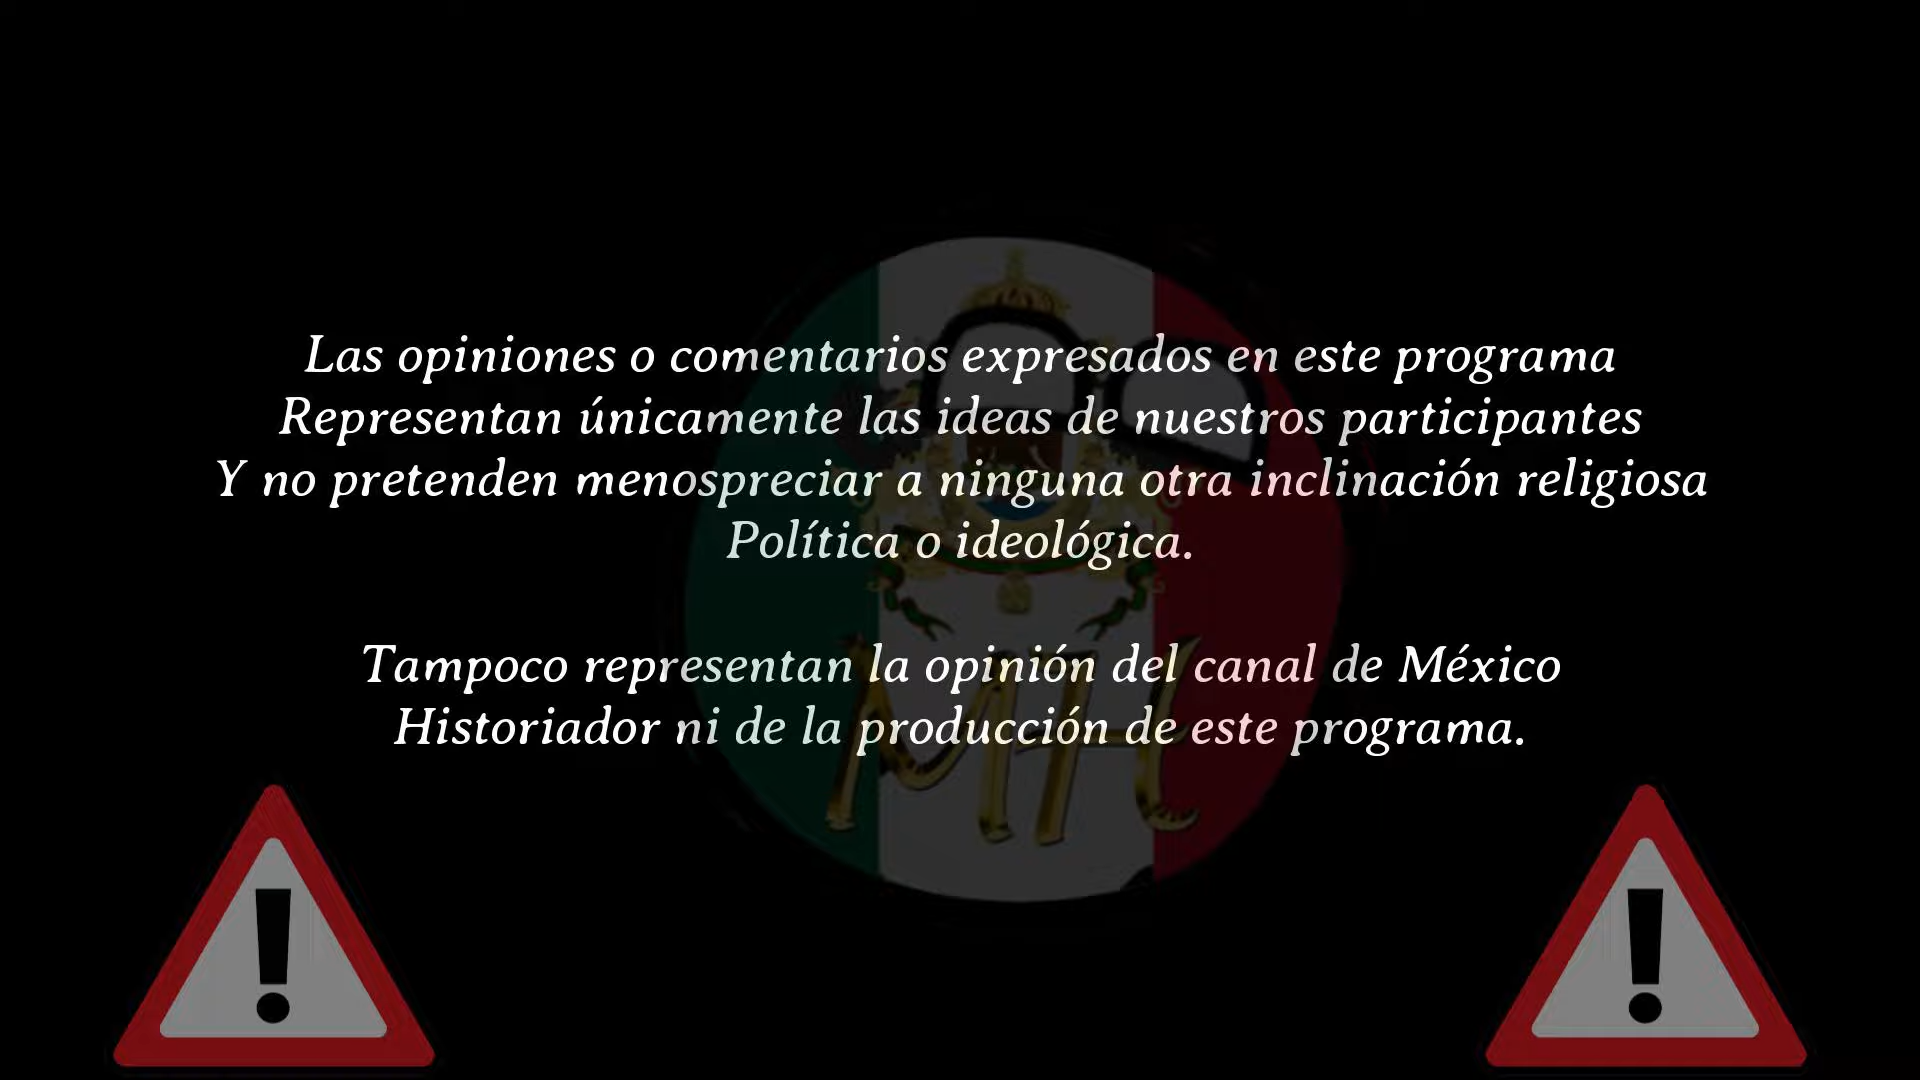 Las opiniones o comentarios expresados en este programa
Representan únicamente las ideas de nuestros participantes
Y no pretenden menospreciar a ninguna otra inclinación religiosa
Política o ideológica.
Tampoco representan la opinión del canal de México
Historiador ni de la producción de este programa.
MH